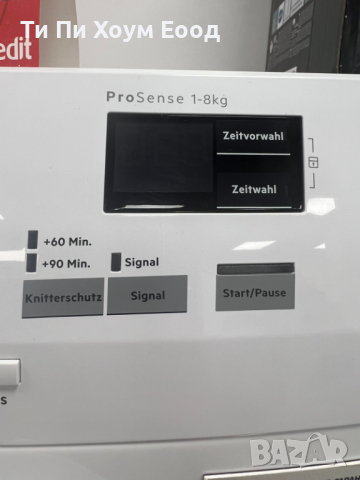 Ти Пи Хоум Еоод
edit
ProSense 1-8kg
Zeitvorwahl
Zeitwahl
+60 Min.
+90 Min.
Signal
Knitterschutz
Signal
Start/Pause
s
BAZAR